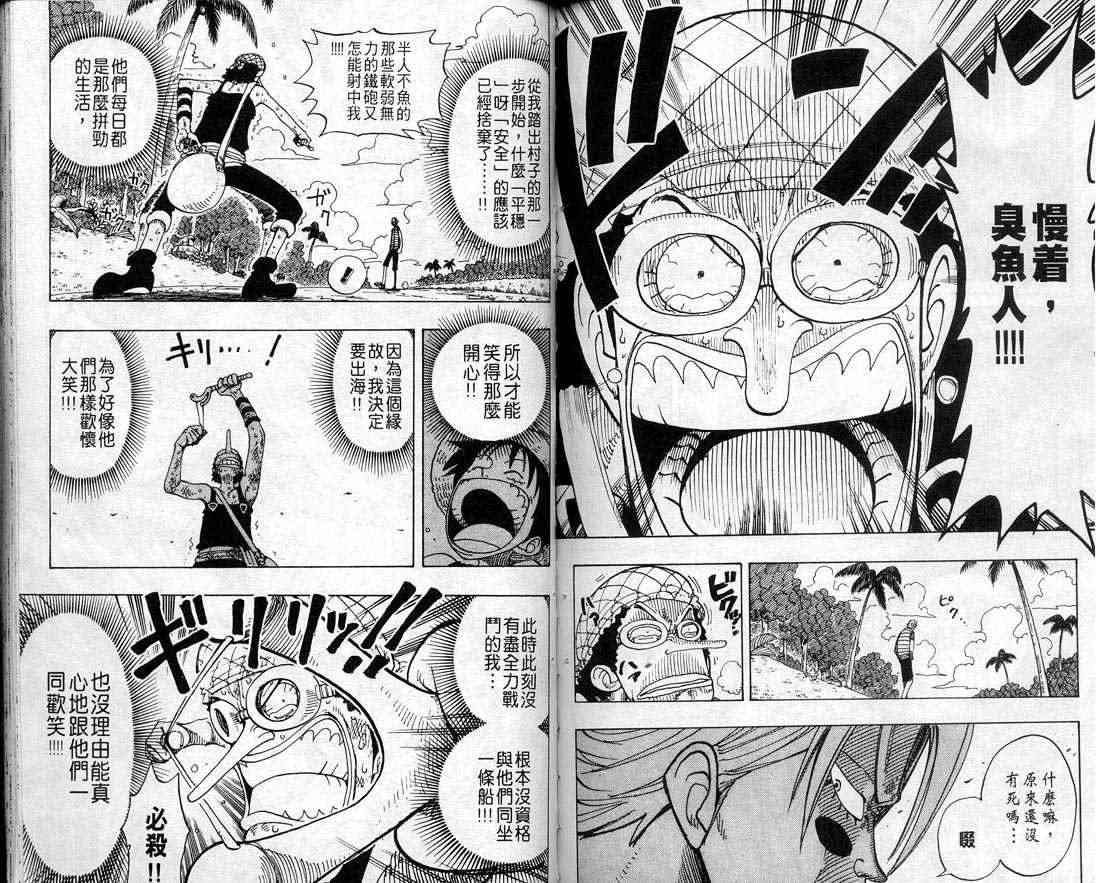 慢着，
臭魚人!!!!
ドドッ
ピク…
ビクッ!!
什麼嘛，
原來還沒
有死嗎…
啜
從我踏出村子的那一
步開始，什麼「平穩
」呀「安全」的應該
已經捨棄了……!!
半人不魚的
那些軟弱無
力的鐵砲又
怎能射中我
!!!!
他們每日都
是那麼拼勁
的生活，
ガク
ガク
!
所以才能
笑得那麼
開心!!
因為這個緣
故，我決定
要出海!!
キリ…・!
為了好像他
們那樣歡懷
大笑!!!
此時此刻沒
有盡全力戰
鬥的我…
根本沒資格
與他們同坐
一條船!!!
ギリリッ!!
必殺!!
也沒理由能真
心地跟他們一
同歡笑!!!!